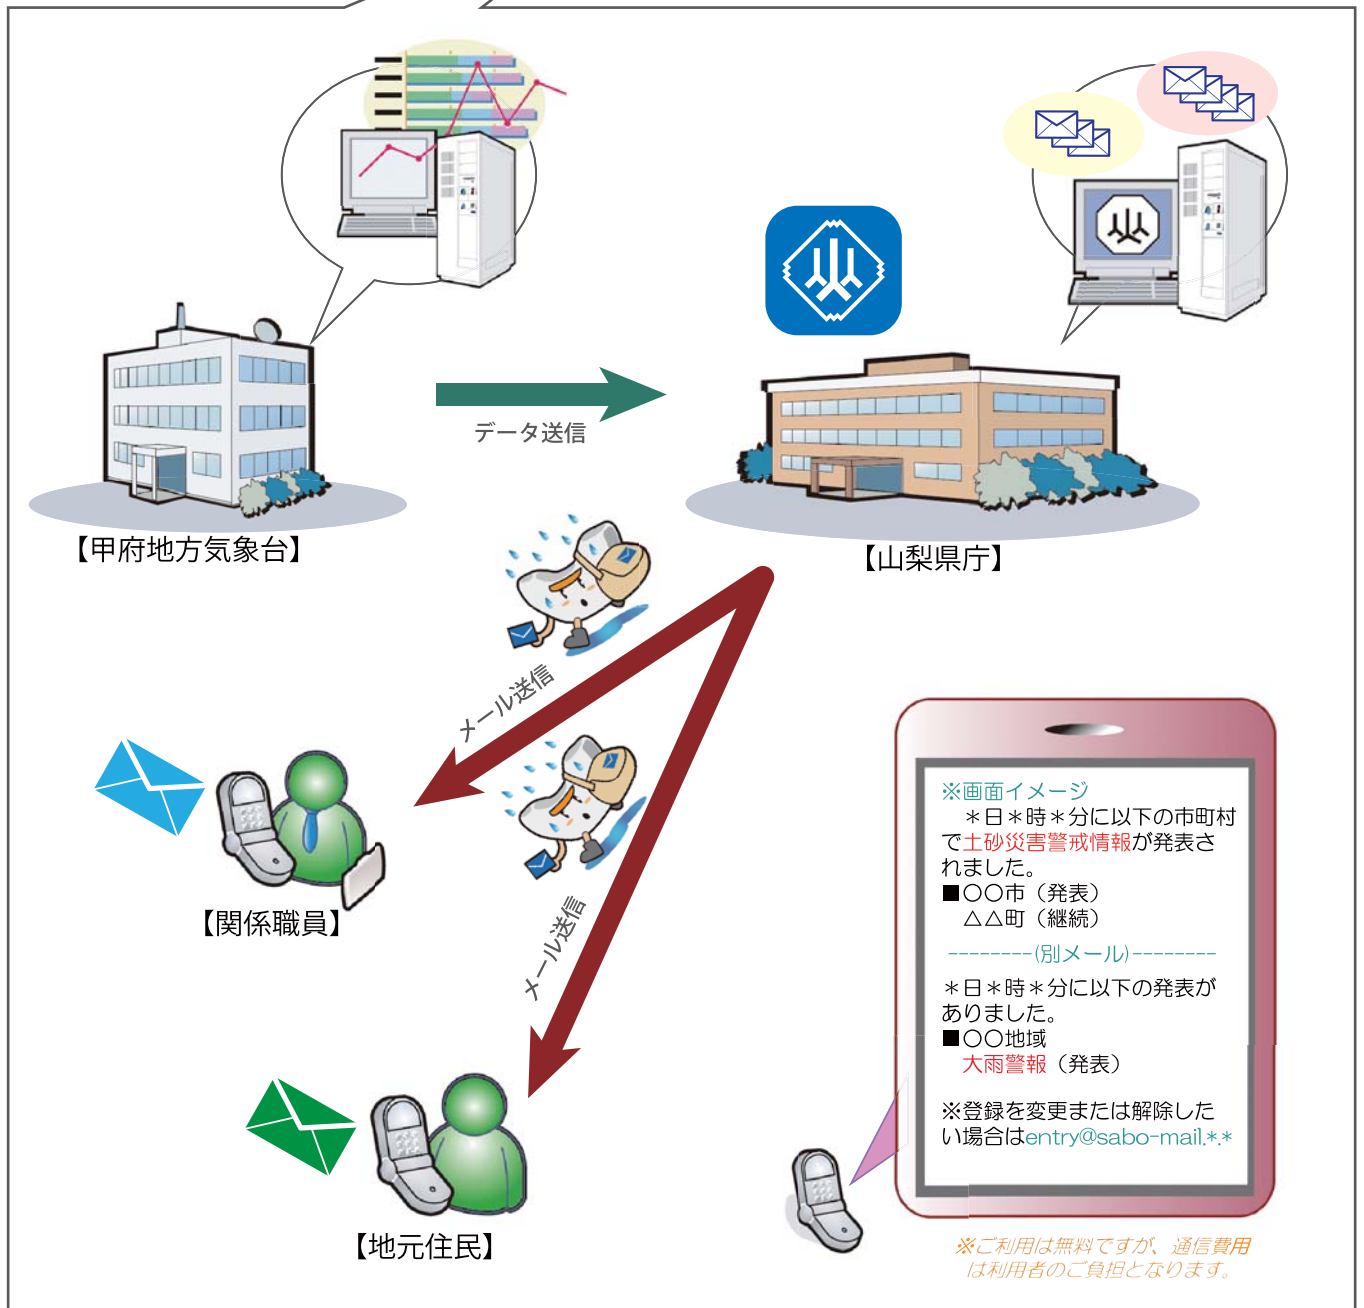 データ送信
【甲府地方気象台】
【山梨県庁】
メール送信
メール送信
【関係職員】
【地元住民】
※画面イメージ
＊日＊時＊分に以下の市町村
で土砂災害警戒情報が発表さ
れました。
■〇〇市（発表）
△△町（継続）
--------(別メール)--------
＊日＊時＊分に以下の発表が
ありました。
■〇〇地域
大雨警報（発表）
※登録を変更または解除した
い場合はentry@sabo-mail.*.*
※ご利用は無料ですが、通信費用
は利用者のご負担となります。